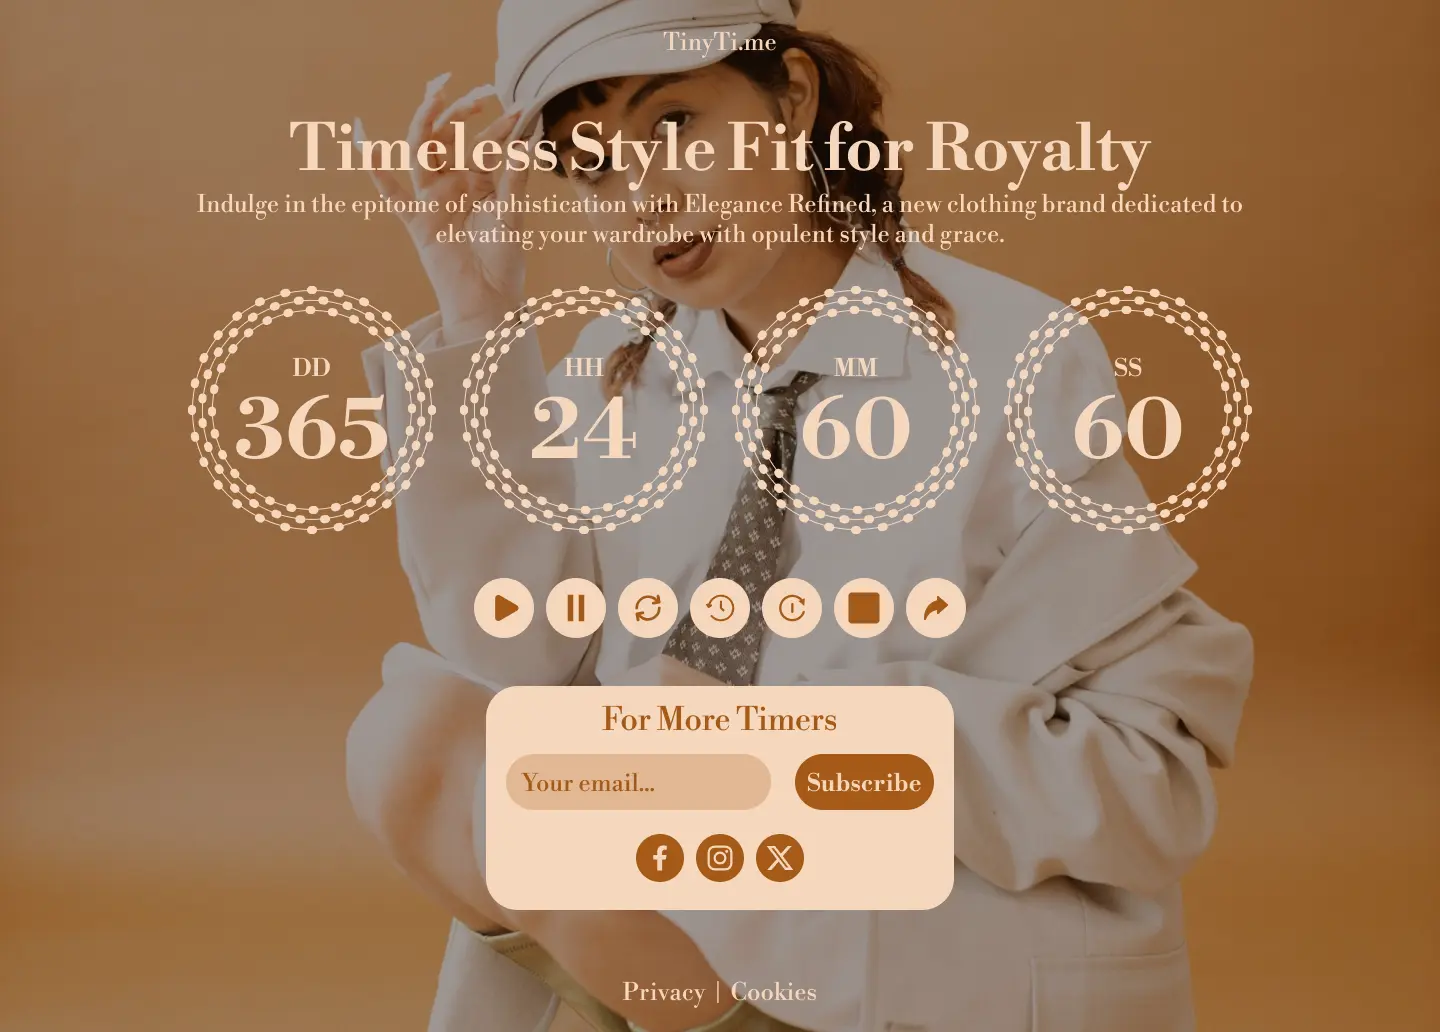 TinyTi.me
Timeless Style Fit for Royalty
Indulge in the epitome of sophistication with Elegance Refined, a new clothing brand dedicated to
elevating your wardrobe with opulent style and grace.
DD
365
HH
24
MM
60
SS
60
For More Timers
Your email...
Subscribe
Privacy | Cookies